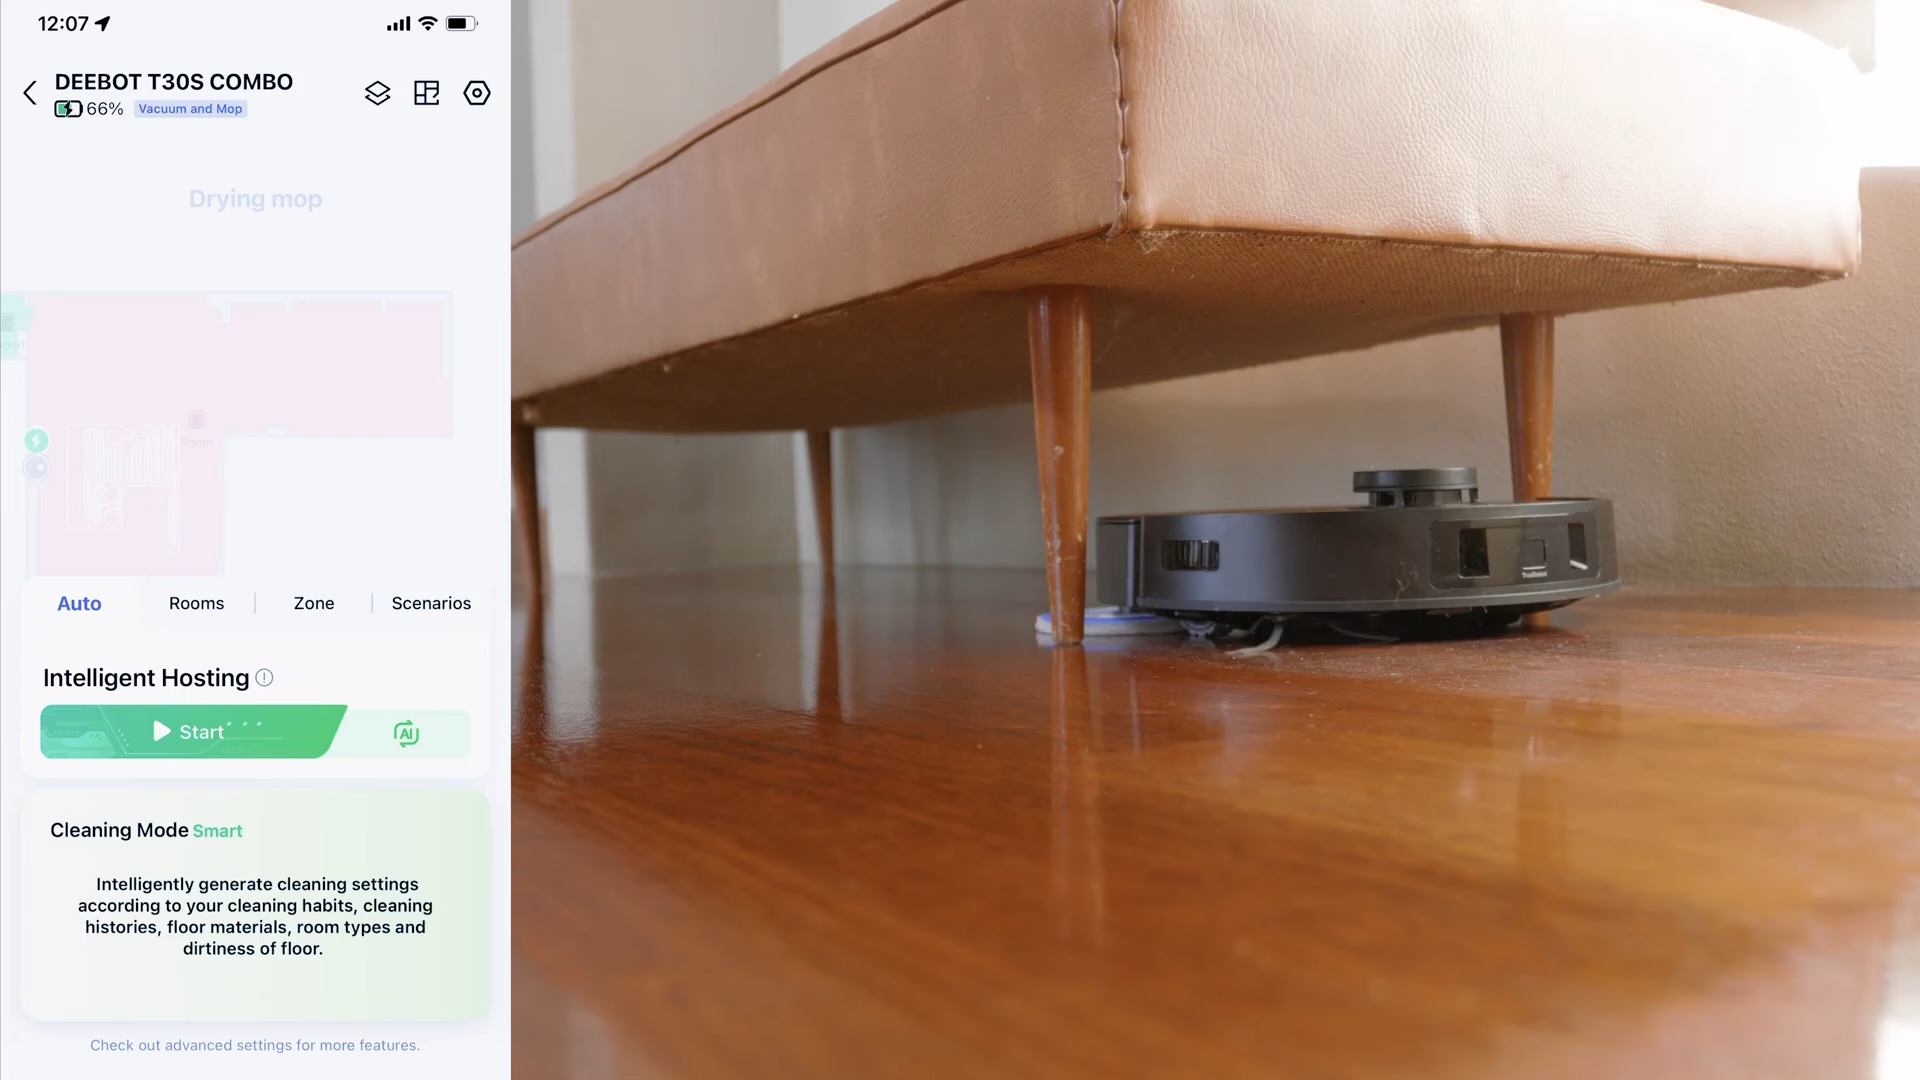 12:07
DEEBOT T30S COMBO
66% Vacuum and Mop
Drying mop
Room
Auto
Rooms
Zone
Scenarios
Intelligent Hosting
Start
AI
Cleaning Mode Smart
Intelligently generate cleaning settings
according to your cleaning habits, cleaning
histories, floor materials, room types and
dirtiness of floor.
Check out advanced settings for more features.